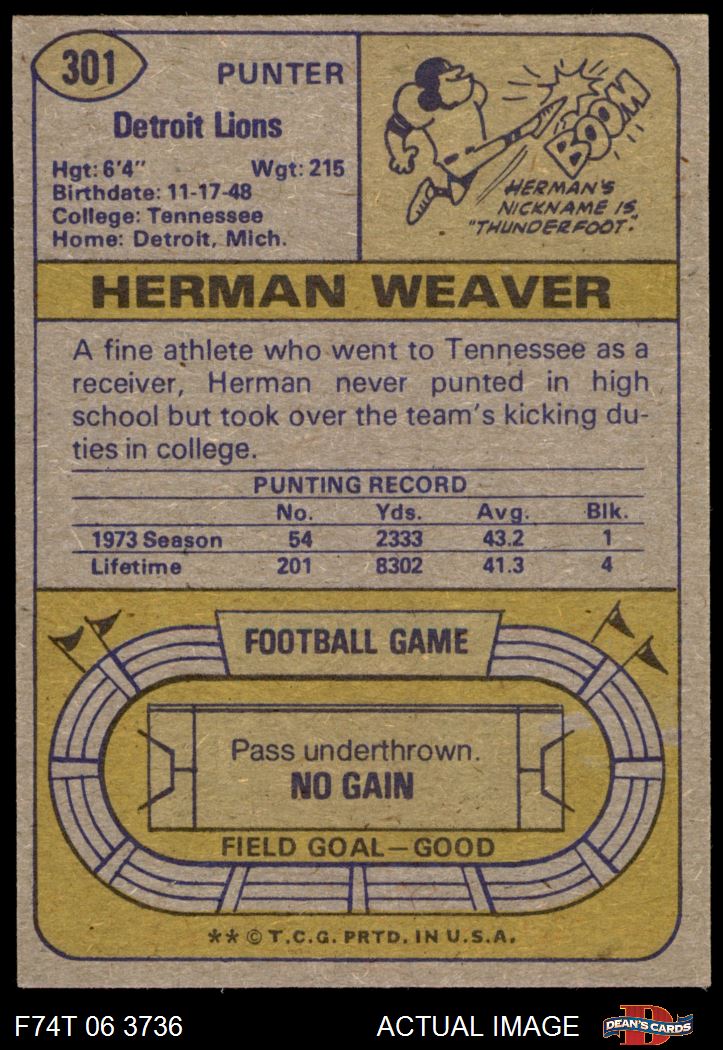 301
PUNTER
Detroit Lions
Hgt: 6'4" Wgt: 215
Birthdate: 11-17-48
College: Tennessee
Home: Detroit, Mich.
BOOM
HERMAN'S
NICKNAME IS
"THUNDERFOOT."
HERMAN WEAVER
A fine athlete who went to Tennessee as a
receiver, Herman never punted in high
school but took over the team's kicking du-
ties in college.
PUNTING RECORD
No. Yds. Avg. Blk.
1973 Season 54 2333 43.2 1
Lifetime 201 8302 41.3 4
FOOTBALL GAME
Pass underthrown.
NO GAIN
FIELD GOAL—GOOD
** © T.C.G. PRTD. IN U.S.A.
F74T 06 3736 ACTUAL IMAGE
D
DEAN'S CARDS